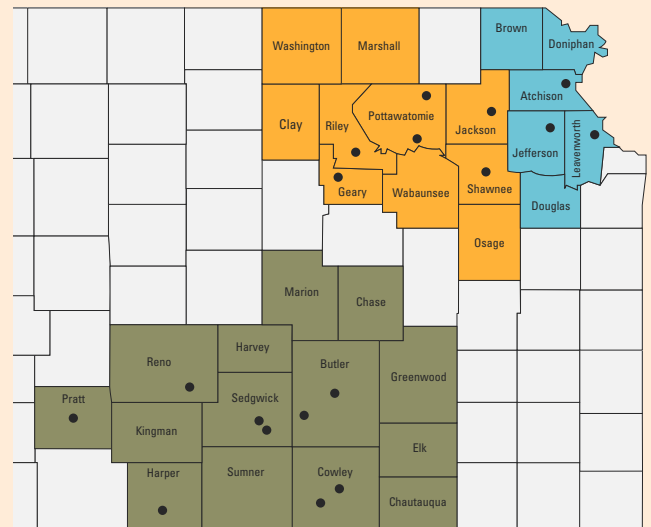 Brown
Doniphan
Washington
Marshall
Atchison
Pottawatomie
Clay
Riley
Jackson
Jefferson
Leavenworth
Geary
Wabaunsee
Shawnee
Douglas
Osage
Marion
Chase
Harvey
Reno
Butler
Greenwood
Pratt
Sedgwick
Kingman
Elk
Harper
Sumner
Cowley
Chautauqua